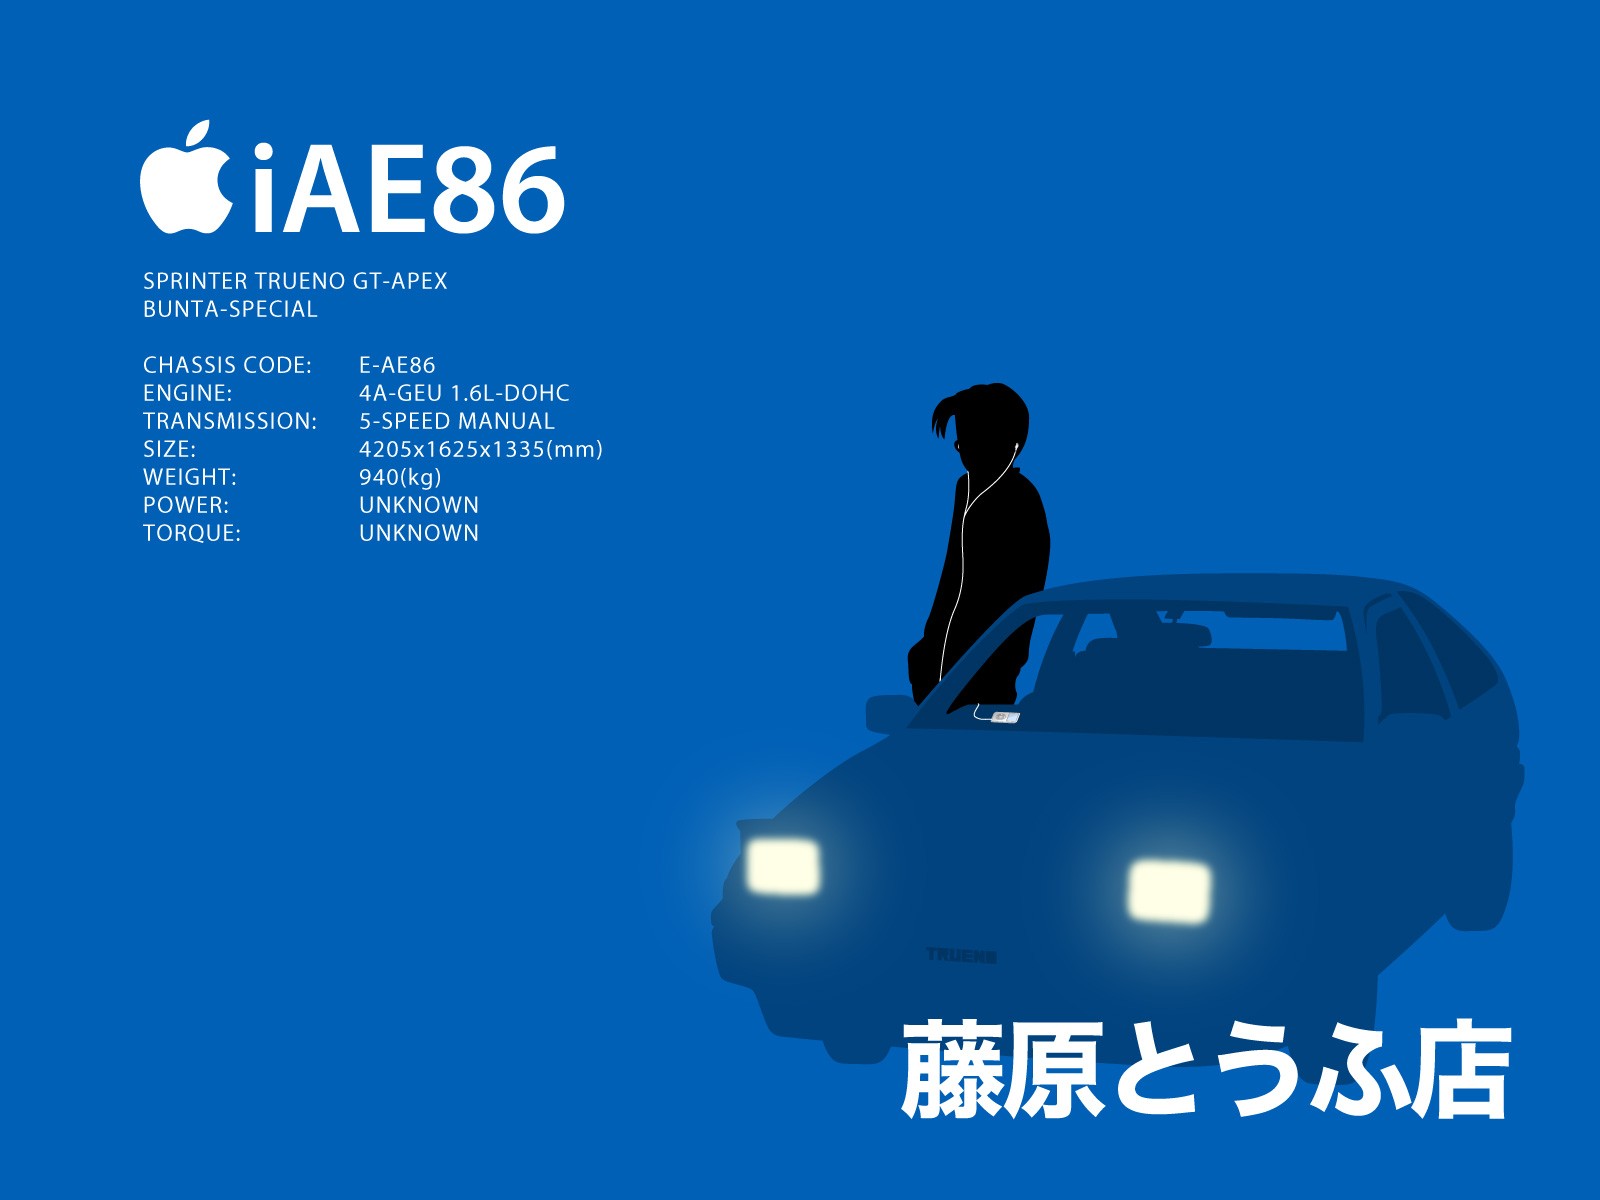 iAE86
SPRINTER TRUENO GT-APEX
BUNTA-SPECIAL
CHASSIS CODE: E-AE86
ENGINE: 4A-GEU 1.6L-DOHC
TRANSMISSION: 5-SPEED MANUAL
SIZE: 4205x1625x1335(mm)
WEIGHT: 940(kg)
POWER: UNKNOWN
TORQUE: UNKNOWN
TRUENO
藤原とうふ店